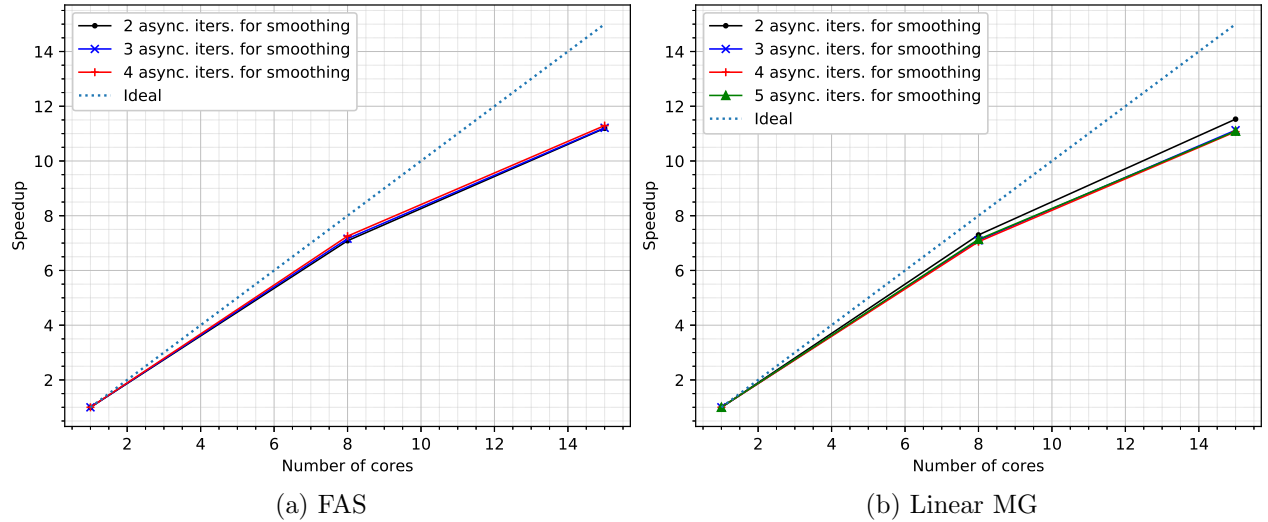 2 async. iters. for smoothing
3 async. iters. for smoothing
4 async. iters. for smoothing
Ideal
14
12
10
8
6
4
2
Speedup
2 4 6 8 10 12 14
Number of cores
(a) FAS
2 async. iters. for smoothing
3 async. iters. for smoothing
4 async. iters. for smoothing
5 async. iters. for smoothing
Ideal
14
12
10
8
6
4
2
Speedup
2 4 6 8 10 12 14
Number of cores
(b) Linear MG